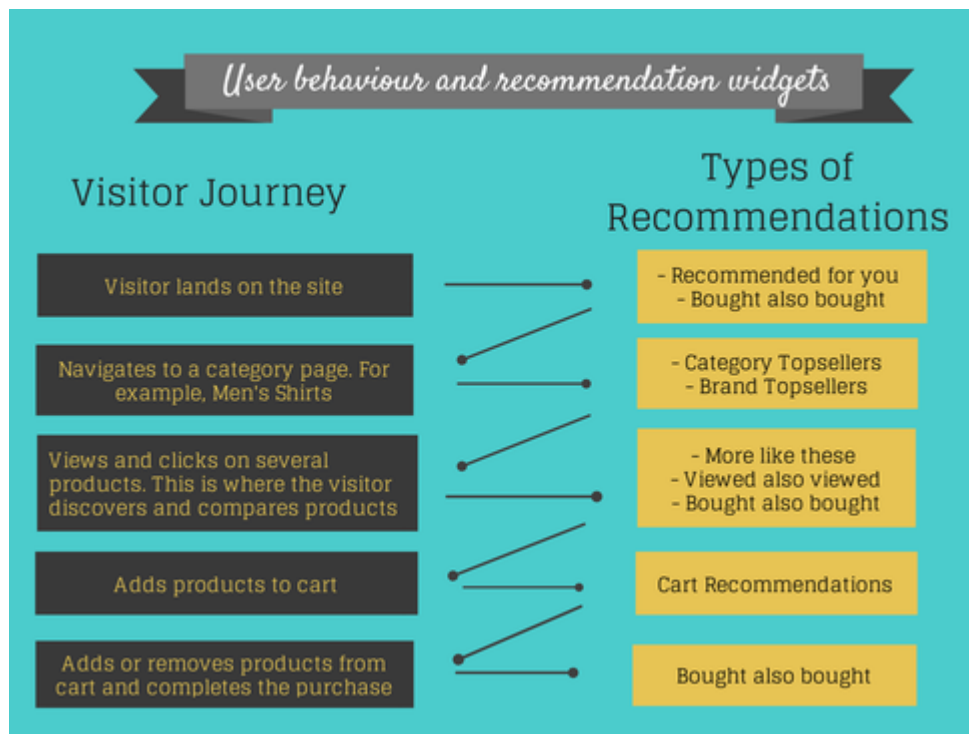 User behaviour and recommendation widgets
Visitor Journey
Types of
Recommendations
Visitor lands on the site
- Recommended for you
- Bought also bought
Navigates to a category page. For
example, Men's Shirts
- Category Topsellers
- Brand Topsellers
Views and clicks on several
products. This is where the visitor
discovers and compares products
- More like these
- Viewed also viewed
- Bought also bought
Adds products to cart
Cart Recommendations
Adds or removes products from
cart and completes the purchase
Bought also bought